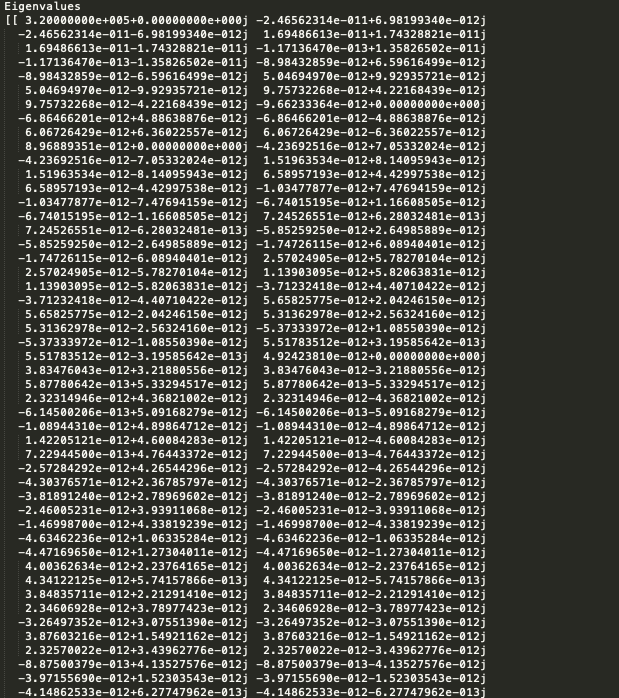 Eigenvalues
[[ 3.20000000e+005+0.00000000e+000j -2.46562314e-011+6.98199340e-012j
-2.46562314e-011-6.98199340e-012j 1.69486613e-011+1.74328821e-011j
1.69486613e-011-1.74328821e-011j -1.17136470e-013+1.35826502e-011j
-1.17136470e-013-1.35826502e-011j -8.98432859e-012+6.59616499e-012j
-8.98432859e-012-6.59616499e-012j 5.04694970e-012+9.92935721e-012j
5.04694970e-012-9.92935721e-012j 9.75732268e-012+4.22168439e-012j
9.75732268e-012-4.22168439e-012j -9.66233364e-012+0.00000000e+000j
-6.86466201e-012+4.88638876e-012j -6.86466201e-012-4.88638876e-012j
6.06726429e-012+6.36022557e-012j 6.06726429e-012-6.36022557e-012j
8.96889351e-012+0.00000000e+000j -4.23692516e-012+7.05332024e-012j
-4.23692516e-012-7.05332024e-012j 1.51963534e-012+8.14095943e-012j
1.51963534e-012-8.14095943e-012j 6.58957193e-012+4.42997538e-012j
6.58957193e-012-4.42997538e-012j -1.03477877e-012+7.47694159e-012j
-1.03477877e-012-7.47694159e-012j -6.74015195e-012+1.16608505e-012j
-6.74015195e-012-1.16608505e-012j 7.24526551e-013+6.28032481e-012j
7.24526551e-013-6.28032481e-012j -5.85259250e-012+2.64985889e-012j
-5.85259250e-012-2.64985889e-012j -1.74726115e-012+6.08940401e-012j
-1.74726115e-012-6.08940401e-012j 2.57024905e-012+5.78270104e-012j
2.57024905e-012-5.78270104e-012j 1.13903095e-012+5.82063831e-012j
1.13903095e-012-5.82063831e-012j -3.71232418e-012+4.40710422e-012j
-3.71232418e-012-4.40710422e-012j 5.65825775e-012+2.04246150e-012j
5.65825775e-012-2.04246150e-012j 5.31362978e-012+2.56324160e-012j
5.31362978e-012-2.56324160e-012j -5.37333972e-012+1.08550390e-012j
-5.37333972e-012-1.08550390e-012j 5.51783512e-012+3.19585642e-013j
5.51783512e-012-3.19585642e-013j 4.92423810e-012+0.00000000e+000j
3.83476043e-012+3.21880556e-012j 3.83476043e-012-3.21880556e-012j
5.87780642e-013+5.33294517e-012j 5.87780642e-013-5.33294517e-012j
2.32314946e-012+4.36821002e-012j 2.32314946e-012-4.36821002e-012j
-6.14500206e-013+5.09168279e-012j -6.14500206e-013-5.09168279e-012j
-1.08944310e-012+4.89864712e-012j -1.08944310e-012-4.89864712e-012j
1.42205121e-012+4.60084283e-012j 1.42205121e-012-4.60084283e-012j
7.22944500e-013+4.76443372e-012j 7.22944500e-013-4.76443372e-012j
-2.57284292e-012+4.26544296e-012j -2.57284292e-012-4.26544296e-012j
-4.30376571e-012+2.36785797e-012j -4.30376571e-012-2.36785797e-012j
-3.81891240e-012+2.78969602e-012j -3.81891240e-012-2.78969602e-012j
-2.46005231e-012+3.93911068e-012j -2.46005231e-012-3.93911068e-012j
-1.46998700e-012+4.33819239e-012j -1.46998700e-012-4.33819239e-012j
-4.63462236e-012+1.06335284e-012j -4.63462236e-012-1.06335284e-012j
-4.47169650e-012+1.27304011e-012j -4.47169650e-012-1.27304011e-012j
4.00362634e-012+2.23764165e-012j 4.00362634e-012-2.23764165e-012j
4.34122125e-012+5.74157866e-013j 4.34122125e-012-5.74157866e-013j
3.84835711e-012+2.21291410e-012j 3.84835711e-012-2.21291410e-012j
2.34606928e-012+3.78977423e-012j 2.34606928e-012-3.78977423e-012j
-3.26497352e-012+3.07551390e-012j -3.26497352e-012-3.07551390e-012j
3.87603216e-012+1.54921162e-012j 3.87603216e-012-1.54921162e-012j
2.32570022e-012+3.43962776e-012j 2.32570022e-012-3.43962776e-012j
-8.87500379e-013+4.13527576e-012j -8.87500379e-013-4.13527576e-012j
-3.97155690e-012+1.52303543e-012j -3.97155690e-012-1.52303543e-012j
-4.14862533e-012+6.27747962e-013j -4.14862533e-012-6.27747962e-013j